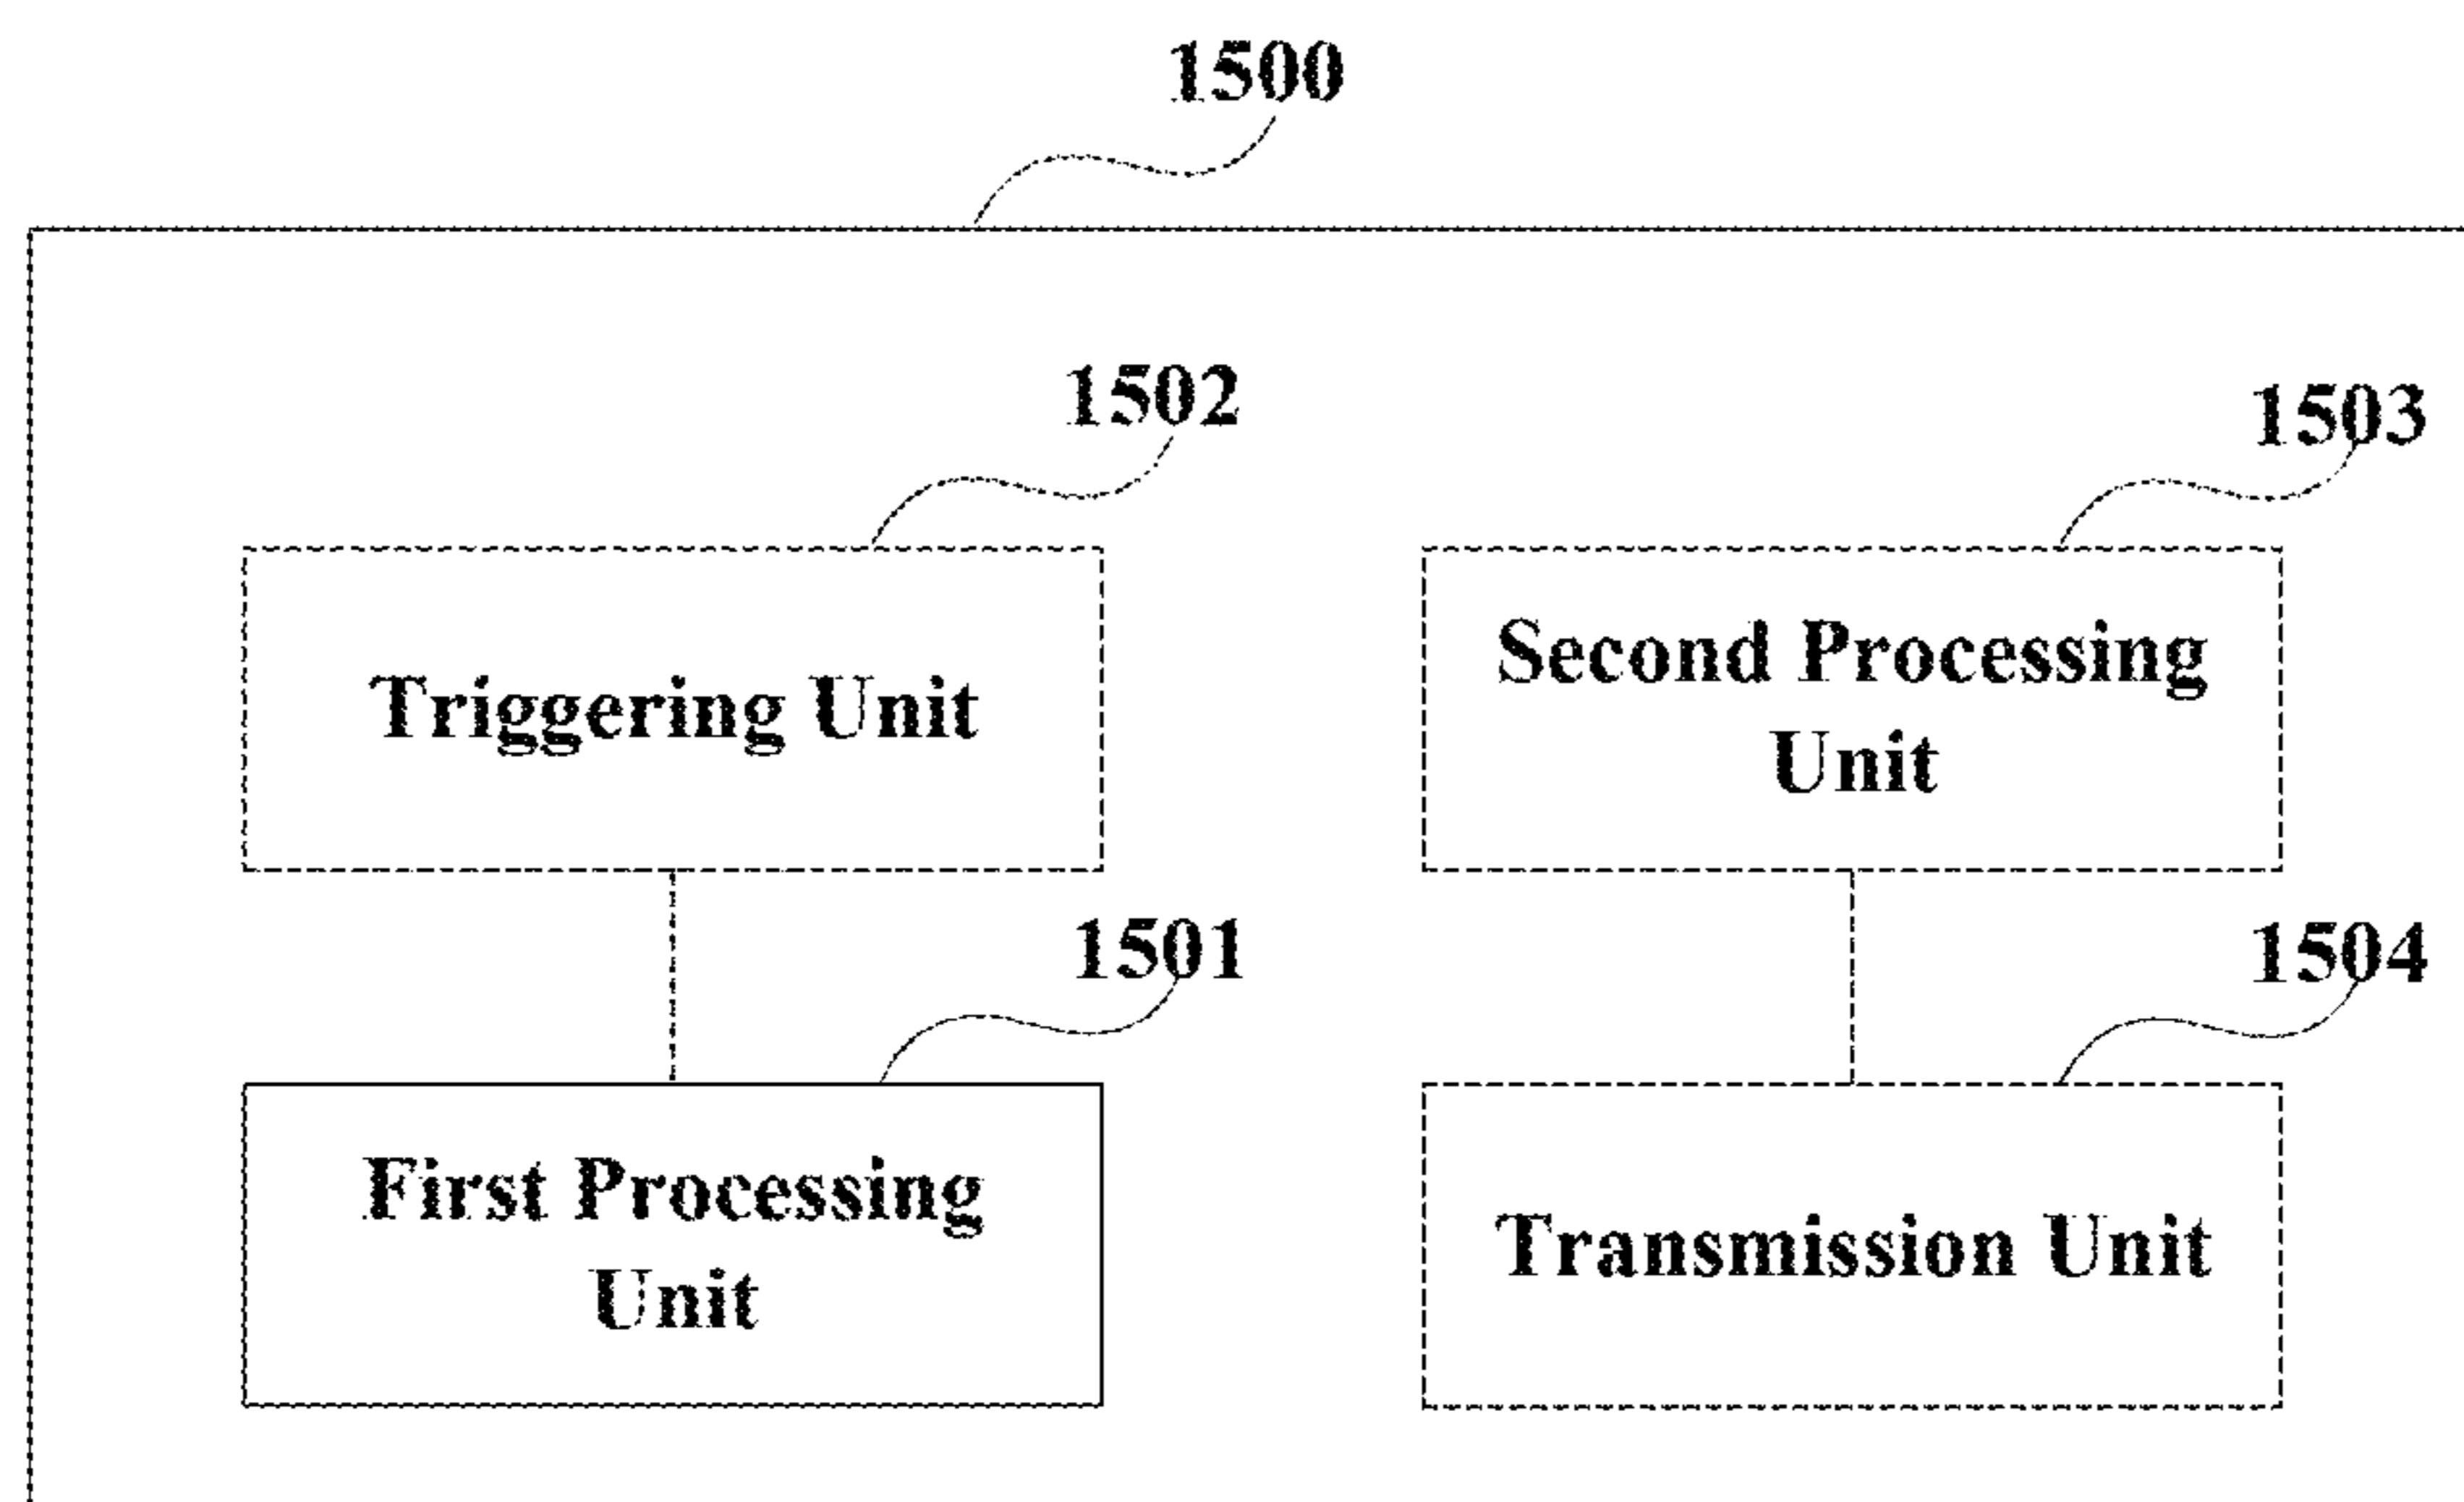 1500
1502
1503
Triggering Unit
Second Processing
Unit
1501
1504
First Processing
Unit
Transmission Unit